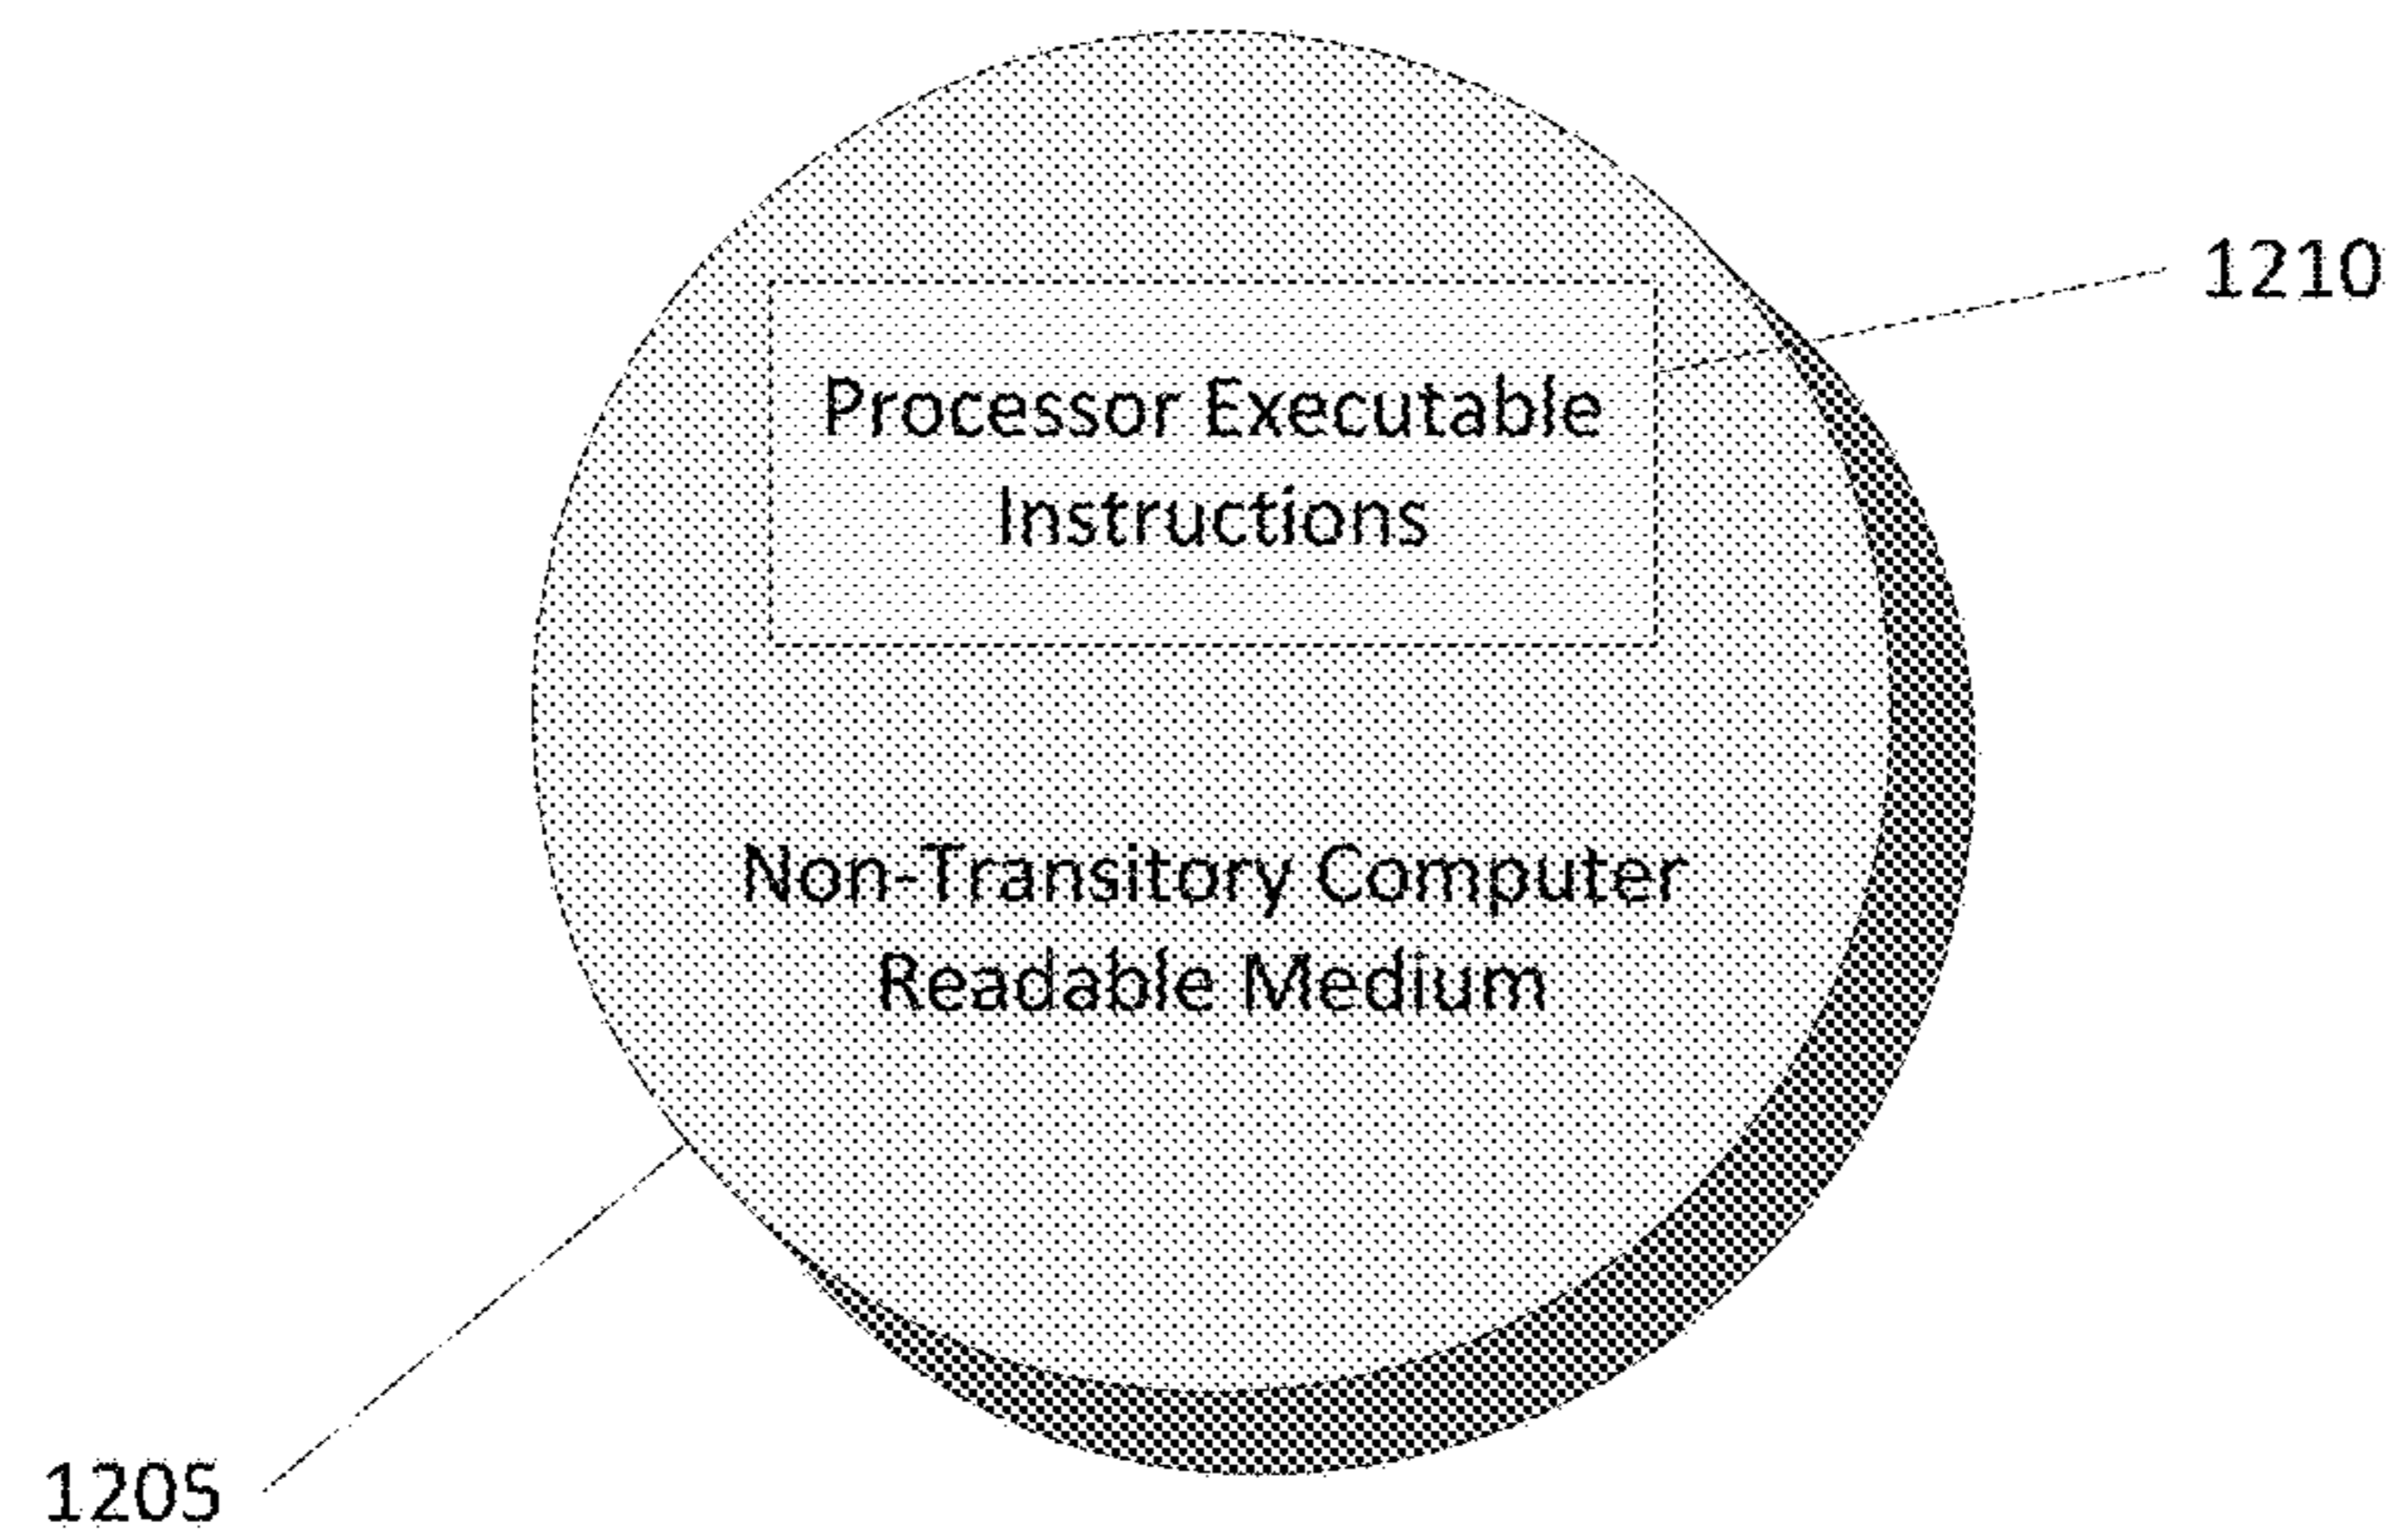 1210
Processor Executable
Instructions
Non-Transitory Computer
Readable Medium
1205